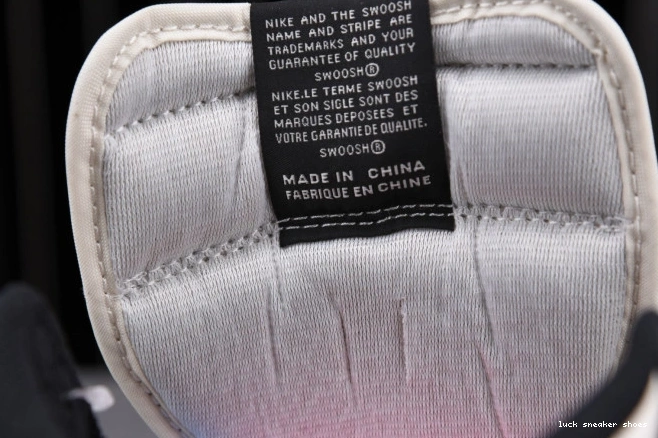 NIKE AND THE SWOOSH
NAME AND STRIPE ARE
TRADEMARKS AND YOUR
GUARANTEE OF QUALITY
SWOOSH®
NIKE.LE TERME SWOOSH
ET SON SIGLE SONT DES
MARQUES DEPOSEES ET
VOTRE GARANTIE DE QUALITE.
SWOOSH®
MADE IN CHINA
FABRIQUE EN CHINE
luck sneaker shoes